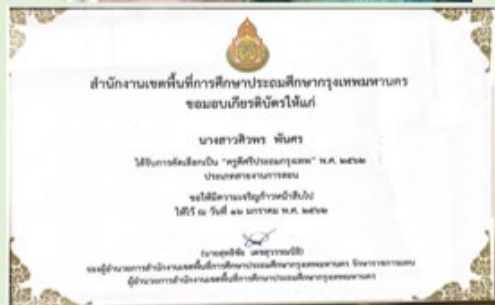 สำนักงานเขตพื้นที่การศึกษาประถมศึกษากรุงเทพมหานคร
ขอมอบเกียรติบัตรให้แก่
นางสาวศิวพร พันศร
ได้รับการคัดเลือกเป็น "ครูดีศรีประถมกรุงเทพ" พ.ศ. ๒๕๖๒
ประเภทสายงานการสอน
ขอให้มีความเจริญก้าวหน้าสืบไป
ให้ไว้ ณ วันที่ ๑๖ มกราคม พ.ศ. ๒๕๖๒
รองผู้อำนวยการสำนักงานเขตพื้นที่การศึกษาประถมศึกษากรุงเทพมหานคร รักษาราชการแทน
ผู้อำนวยการสำนักงานเขตพื้นที่การศึกษาประถมศึกษากรุงเทพมหานคร